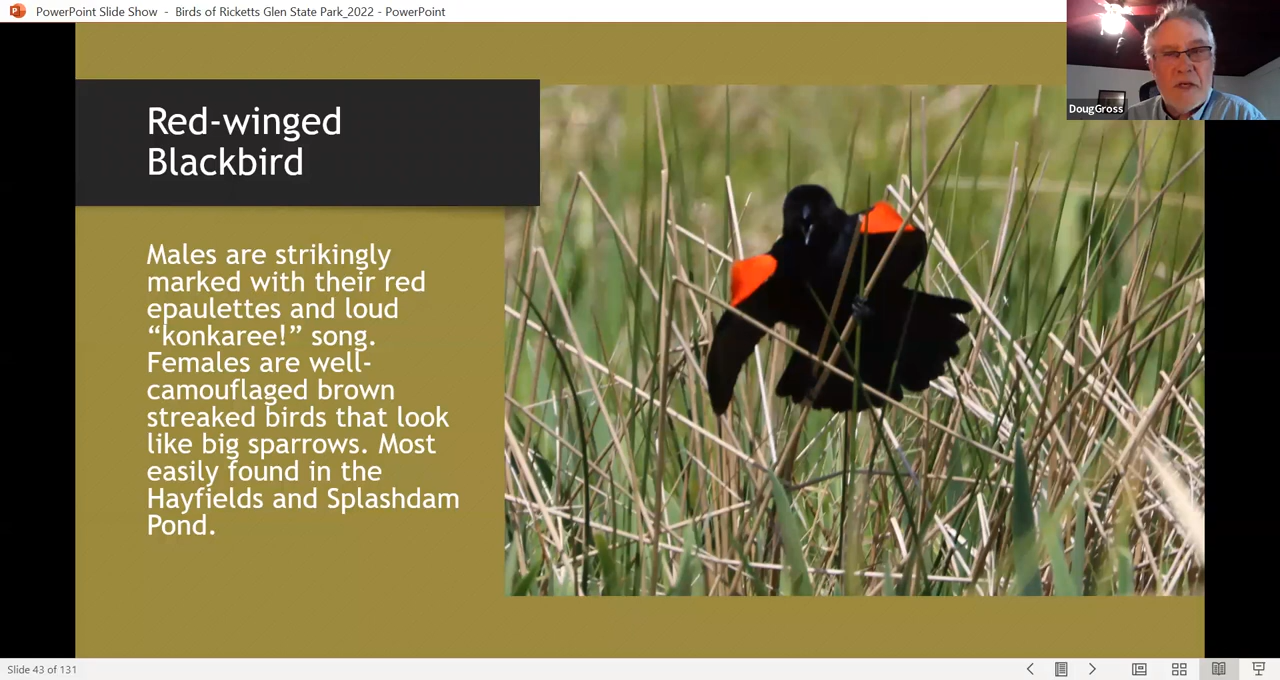 PowerPoint Slide Show - Birds of Ricketts Glen State Park_2022 - PowerPoint
DougGross
Red-winged
Blackbird
Males are strikingly
marked with their red
epaulettes and loud
“konkaree!” song.
Females are well-
camouflaged brown
streaked birds that look
like big sparrows. Most
easily found in the
Hayfields and Splashdam
Pond.
Slide 43 of 131